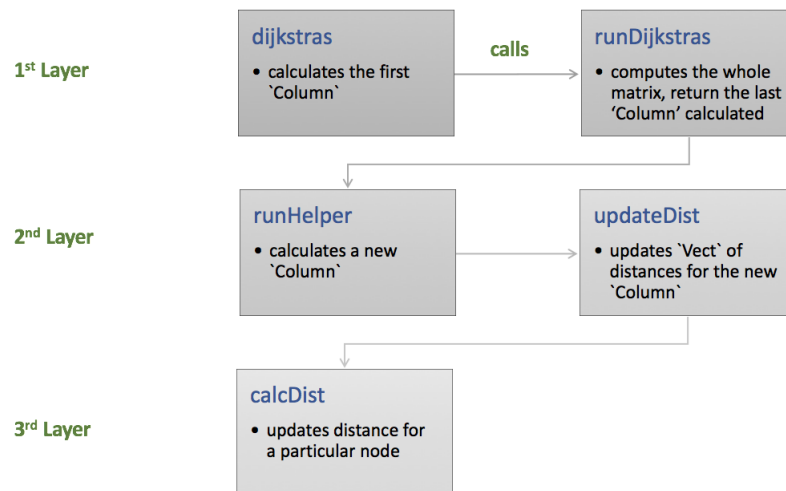 dijkstras
• calculates the first
`Column`
calls
runDijkstras
• computes the whole
matrix, return the last
‘Column’ calculated
1st Layer
runHelper
• calculates a new
`Column`
updateDist
• updates `Vect` of
distances for the new
`Column`
2nd Layer
calcDist
• updates distance for
a particular node
3rd Layer